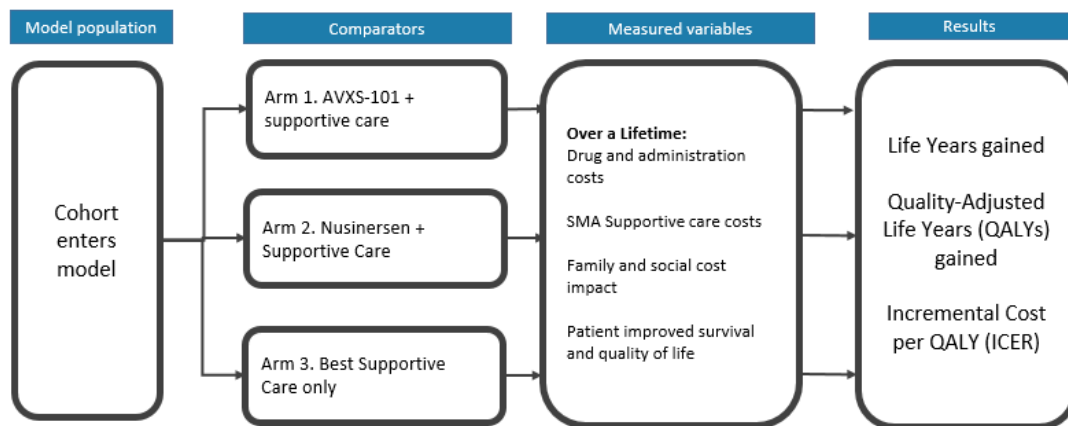 Model population
Comparators
Measured variables
Results
Cohort
enters
model
Arm 1. AVXS-101 +
supportive care
Arm 2. Nusinersen +
Supportive Care
Arm 3. Best Supportive
Care only
Over a Lifetime:
Drug and administration
costs
SMA Supportive care costs
Family and social cost
impact
Patient improved survival
and quality of life
Life Years gained
Quality-Adjusted
Life Years (QALYs)
gained
Incremental Cost
per QALY (ICER)